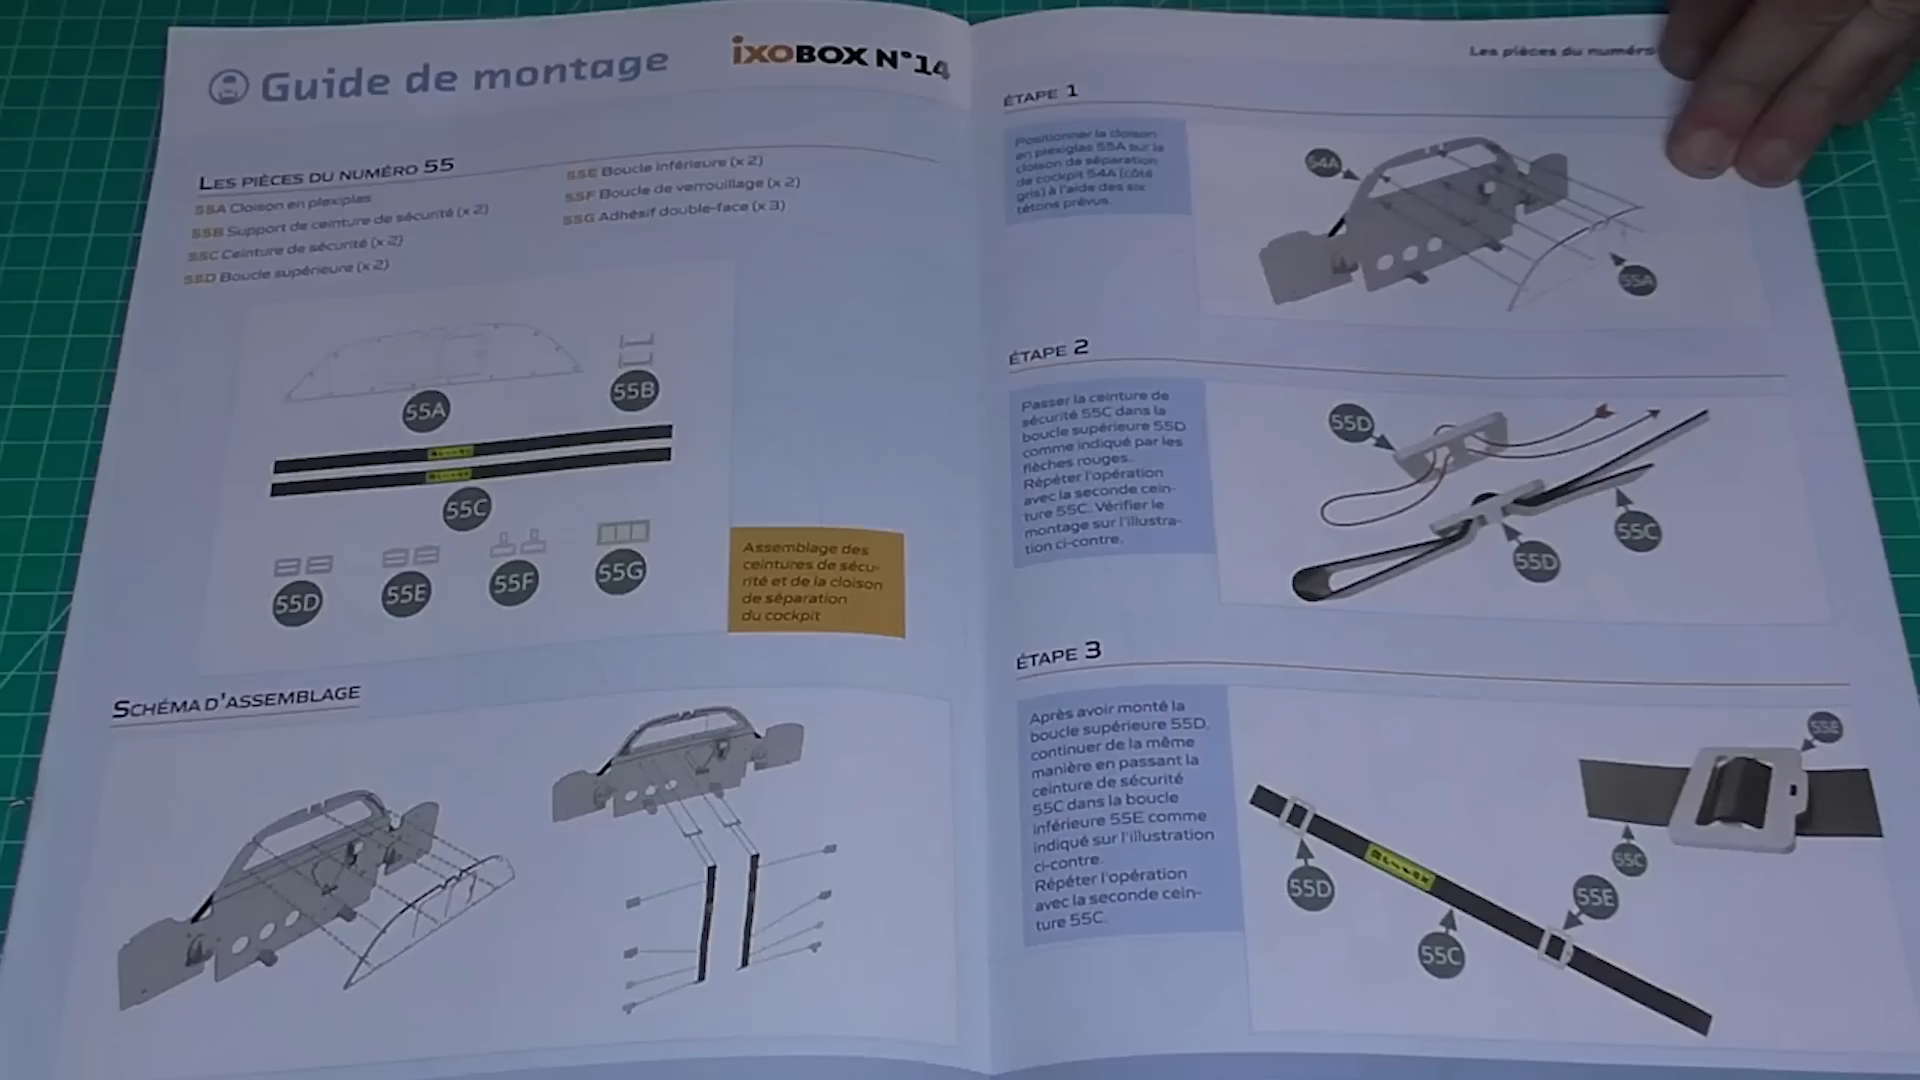 Guide de montage
iXOBOX N°14
LES PIÈCES DU NUMÉRO 55
55A Cloison en plexiglas
55B Support de ceinture de sécurité (x 2)
55C Ceinture de sécurité (x 2)
55D Boucle supérieure (x 2)
55E Boucle inférieure (x 2)
55F Boucle de verrouillage (x 2)
55G Adhésif double-face (x 3)
55A
55B
55C
55D
55E
55F
55G
Assemblage des
ceintures de sécu-
rité et de la cloison
de séparation
du cockpit
SCHÉMA D'ASSEMBLAGE
Les pièces du numéro
ÉTAPE 1
Positionner la cloison
en plexiglas 55A sur la
cloison de séparation
de cockpit 54A (côté
gris) à l'aide des six
tétons prévus.
54A
55A
ÉTAPE 2
Passer la ceinture de
sécurité 55C dans la
boucle supérieure 55D
comme indiqué par les
flèches rouges.
Répéter l'opération
avec la seconde cein-
ture 55C. Vérifier le
montage sur l'illustra-
tion ci-contre.
55D
55C
55D
ÉTAPE 3
Après avoir monté la
boucle supérieure 55D,
continuer de la même
manière en passant la
ceinture de sécurité
55C dans la boucle
inférieure 55E comme
indiqué sur l'illustration
ci-contre.
Répéter l'opération
avec la seconde cein-
ture 55C.
55E
55C
55D
55E
55C